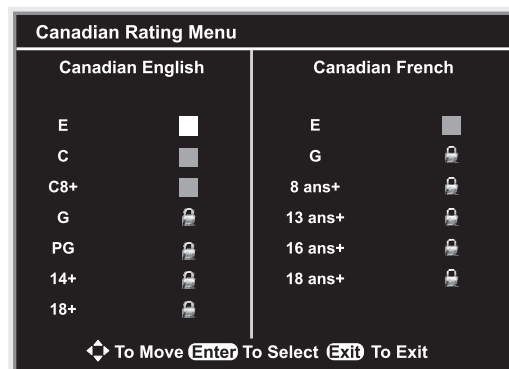 Canadian Rating Menu
Canadian English
E
C
C8+
G
PG
14+
18+
Canadian French
E
G
8 ans+
13 ans+
16 ans+
18 ans+
To Move Enter To Select Exit To Exit